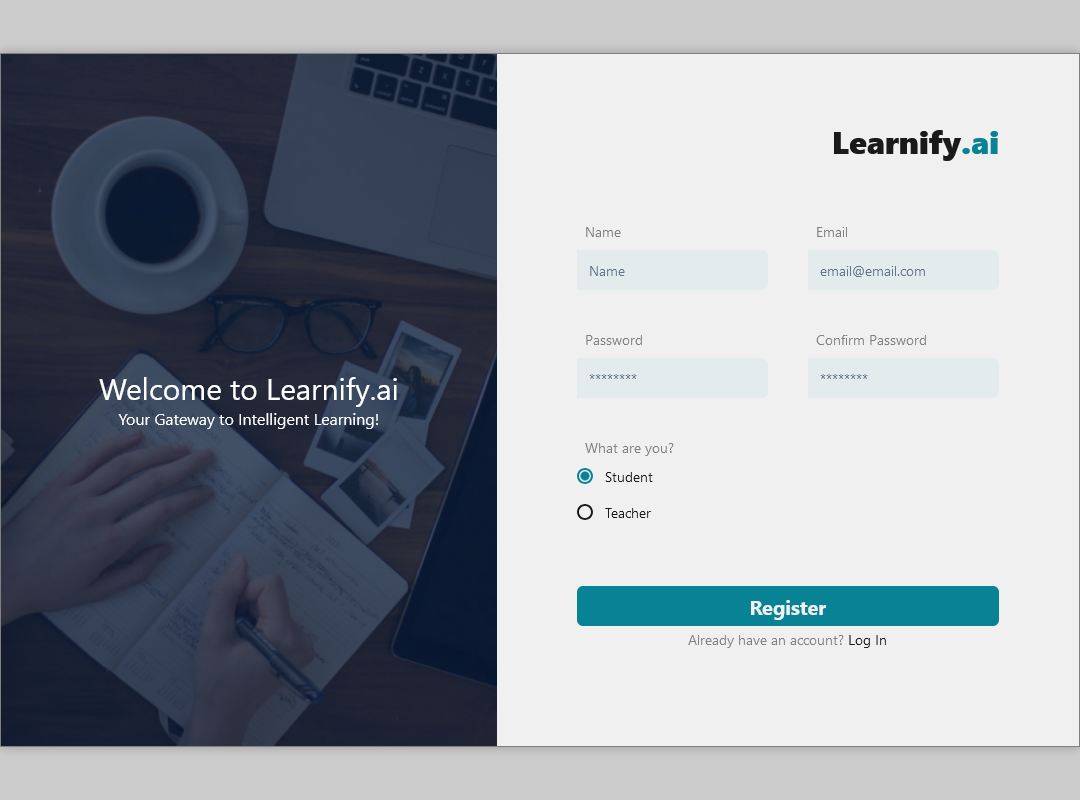 Learnify.ai
Name
Email
Name
email@email.com
Password
Confirm Password
********
********
What are you?
Student
Teacher
Register
Already have an account? Log In
Welcome to Learnify.ai
Your Gateway to Intelligent Learning!